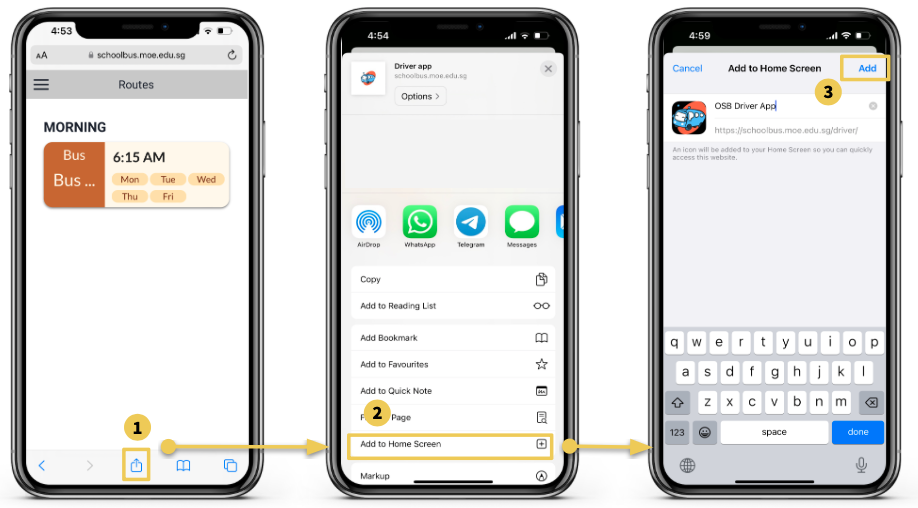 4:53
AA schoolbus.moe.edu.sg
Routes
MORNING
Bus
Bus ...
6:15 AM
Mon Tue Wed
Thu Fri
1
4:54
Driver app
schoolbus.moe.edu.sg
Options >
AirDrop WhatsApp Telegram Messages
Copy
Add to Reading List
Add Bookmark
Add to Favourites
Add to Quick Note
2
Page
Add to Home Screen
Markup
4:59
Cancel Add to Home Screen Add
3
OSB Driver App
https://schoolbus.moe.edu.sg/driver/
An icon will be added to your Home Screen so you can quickly
access this website.
q w e r t y u i o p
a s d f g h j k l
z x c v b n m
123 space done